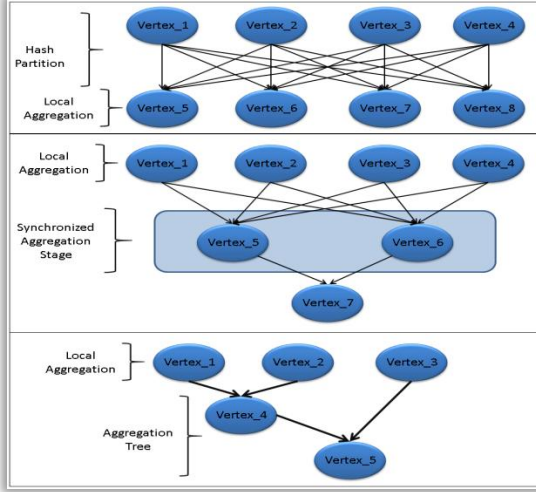 Vertex_1 Vertex_2 Vertex_3 Vertex_4
Hash
Partition
Local
Aggregation
Vertex_5 Vertex_6 Vertex_7 Vertex_8
Local
Aggregation
Vertex_1 Vertex_2 Vertex_3 Vertex_4
Synchronized
Aggregation
Stage
Vertex_5 Vertex_6
Vertex_7
Local
Aggregation
Vertex_1 Vertex_2 Vertex_3
Vertex_4
Aggregation
Tree
Vertex_5